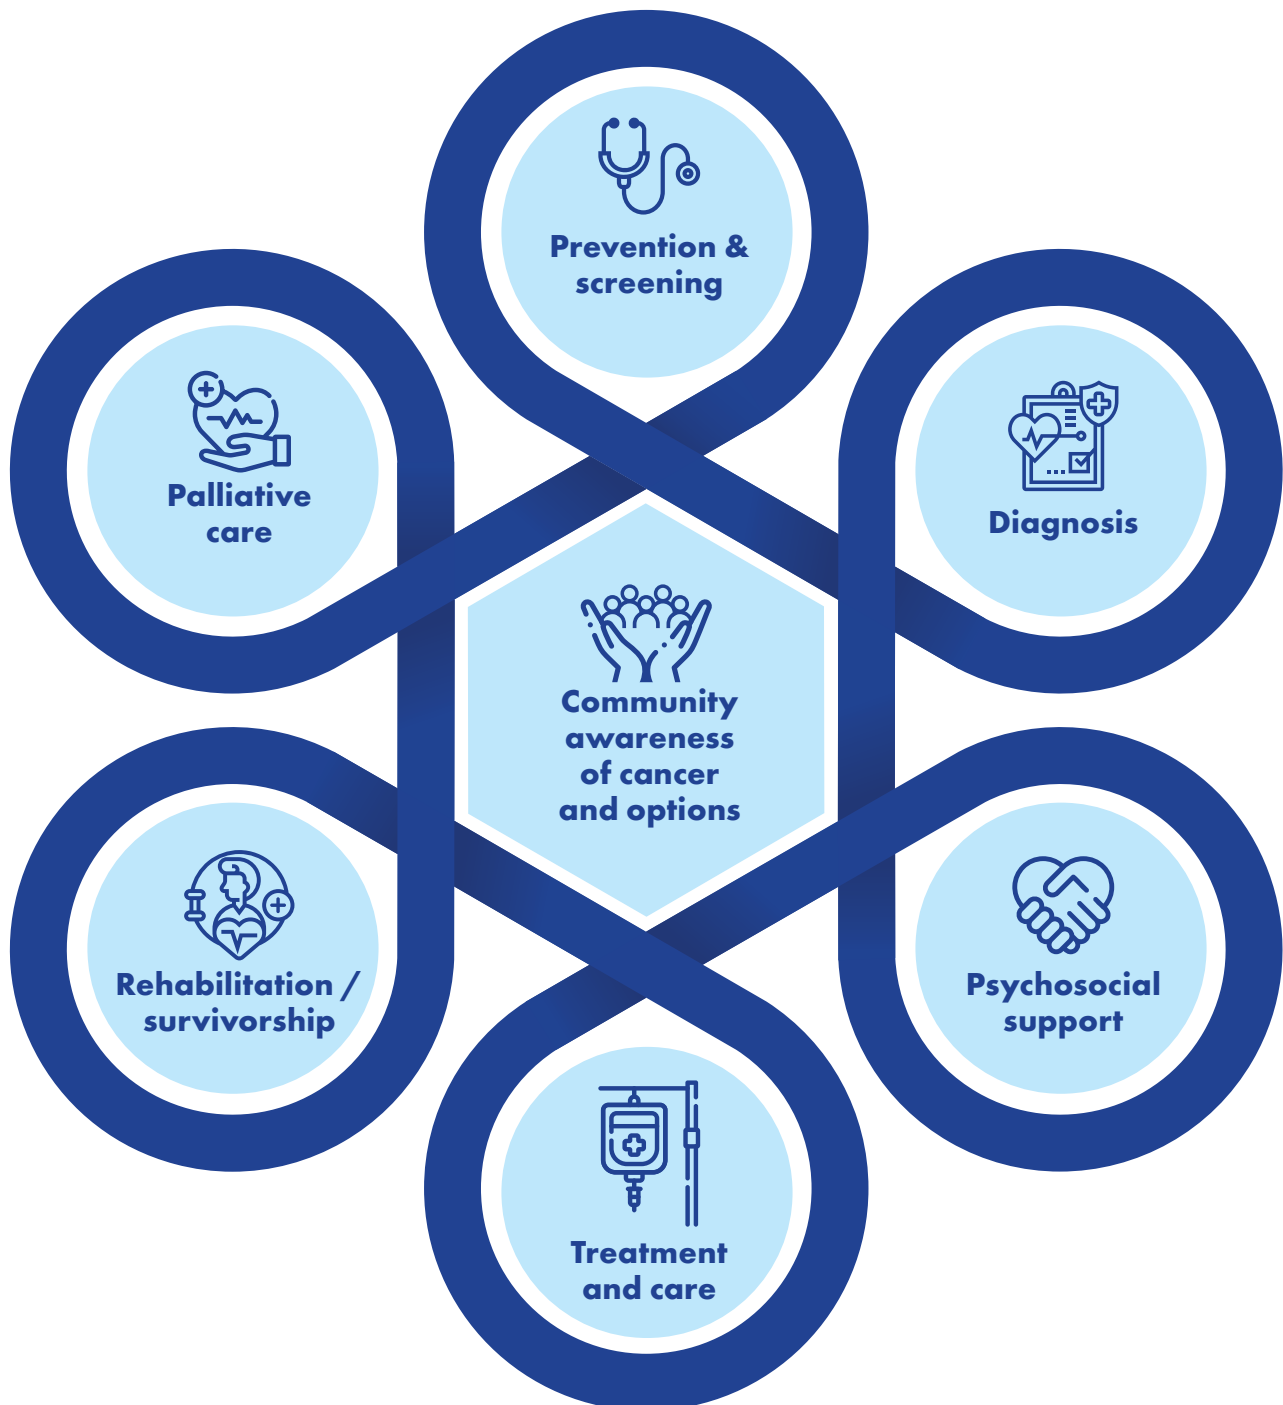 Prevention &
screening
Palliative
care
Diagnosis
Community
awareness
of cancer
and options
Rehabilitation /
survivorship
Psychosocial
support
Treatment
and care